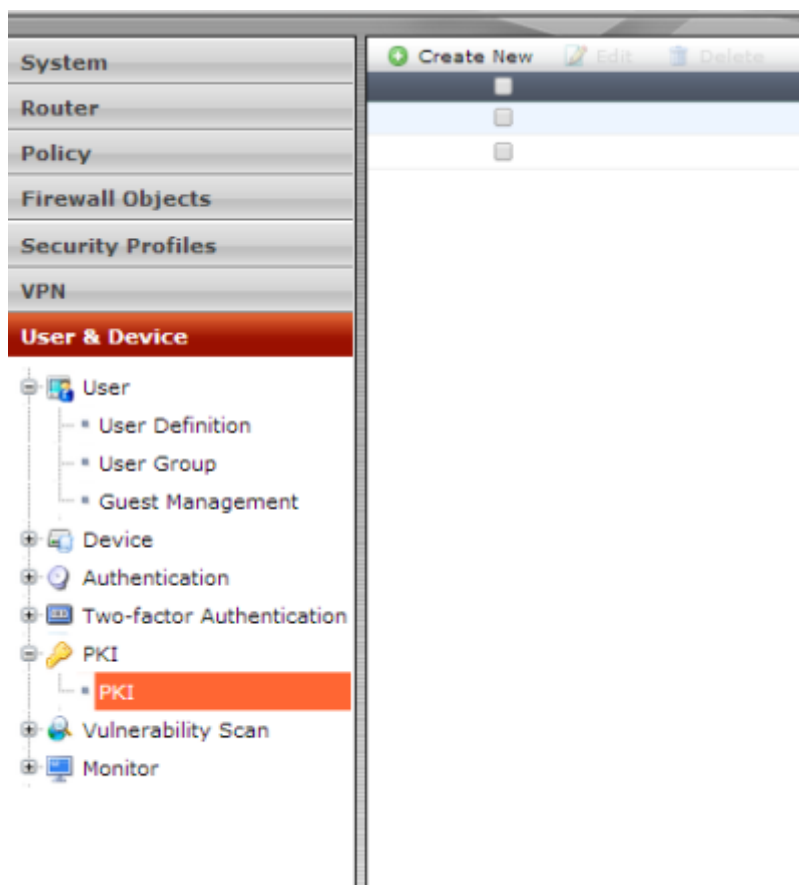 System
Router
Policy
Firewall Objects
Security Profiles
VPN
User & Device
User
User Definition
User Group
Guest Management
Device
Authentication
Two-factor Authentication
PKI
PKI
Vulnerability Scan
Monitor
Create New Edit Delete